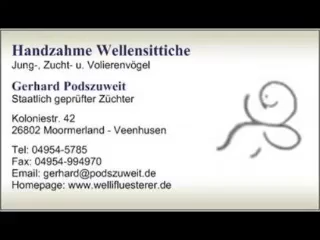 Handzahme Wellensittiche
Jung-, Zucht- u. Volierenvögel
Gerhard Podszuweit
Staatlich geprüfter Züchter
Koloniestr. 42
26802 Moormerland - Veenhusen
Tel: 04954-5785
Fax: 04954-994970
Email: gerhard@podszuweit.de
Homepage: www.wellifluesterer.de